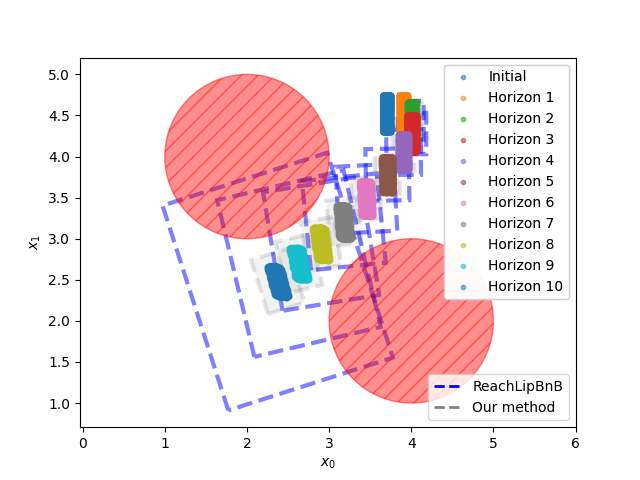 5.0
4.5
4.0
3.5
3.0
2.5
2.0
1.5
1.0
x₁
0
1
2
3
4
5
6
x₀
Initial
Horizon 1
Horizon 2
Horizon 3
Horizon 4
Horizon 5
Horizon 6
Horizon 7
Horizon 8
Horizon 9
Horizon 10
ReachLipBnB
Our method